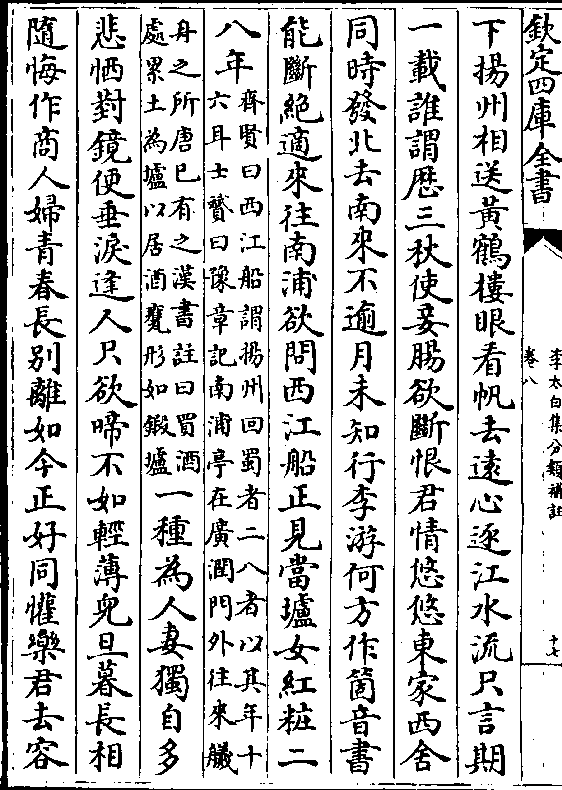 欽定四庫全書
李太白集分類補註
卷八
十七
下揚州相送黃鶴樓眼看帆去遠心逐江水流只言期
一載誰謂歴三秋使妾腸欲斷恨君情悠悠東家西舍
同時發北去南來不逾月未知行李游何方作箇音書
能斷絶適來往南浦欲問西江船正見當壚女紅粧二
八年
齊賢曰西江船謂揚州回蜀者二八者以其年十
六耳士贇曰豫章記南浦亭在廣潤門外往來艤
舟之所唐已有之漢書註曰買酒
處累土為壚以居酒甕形如鍛壚
一種為人妻獨自多
悲恓對鏡便垂淚逢人只欲啼不如輕薄兒旦暮長相
隨悔作商人婦青春長别離如今正好同懽樂君去容